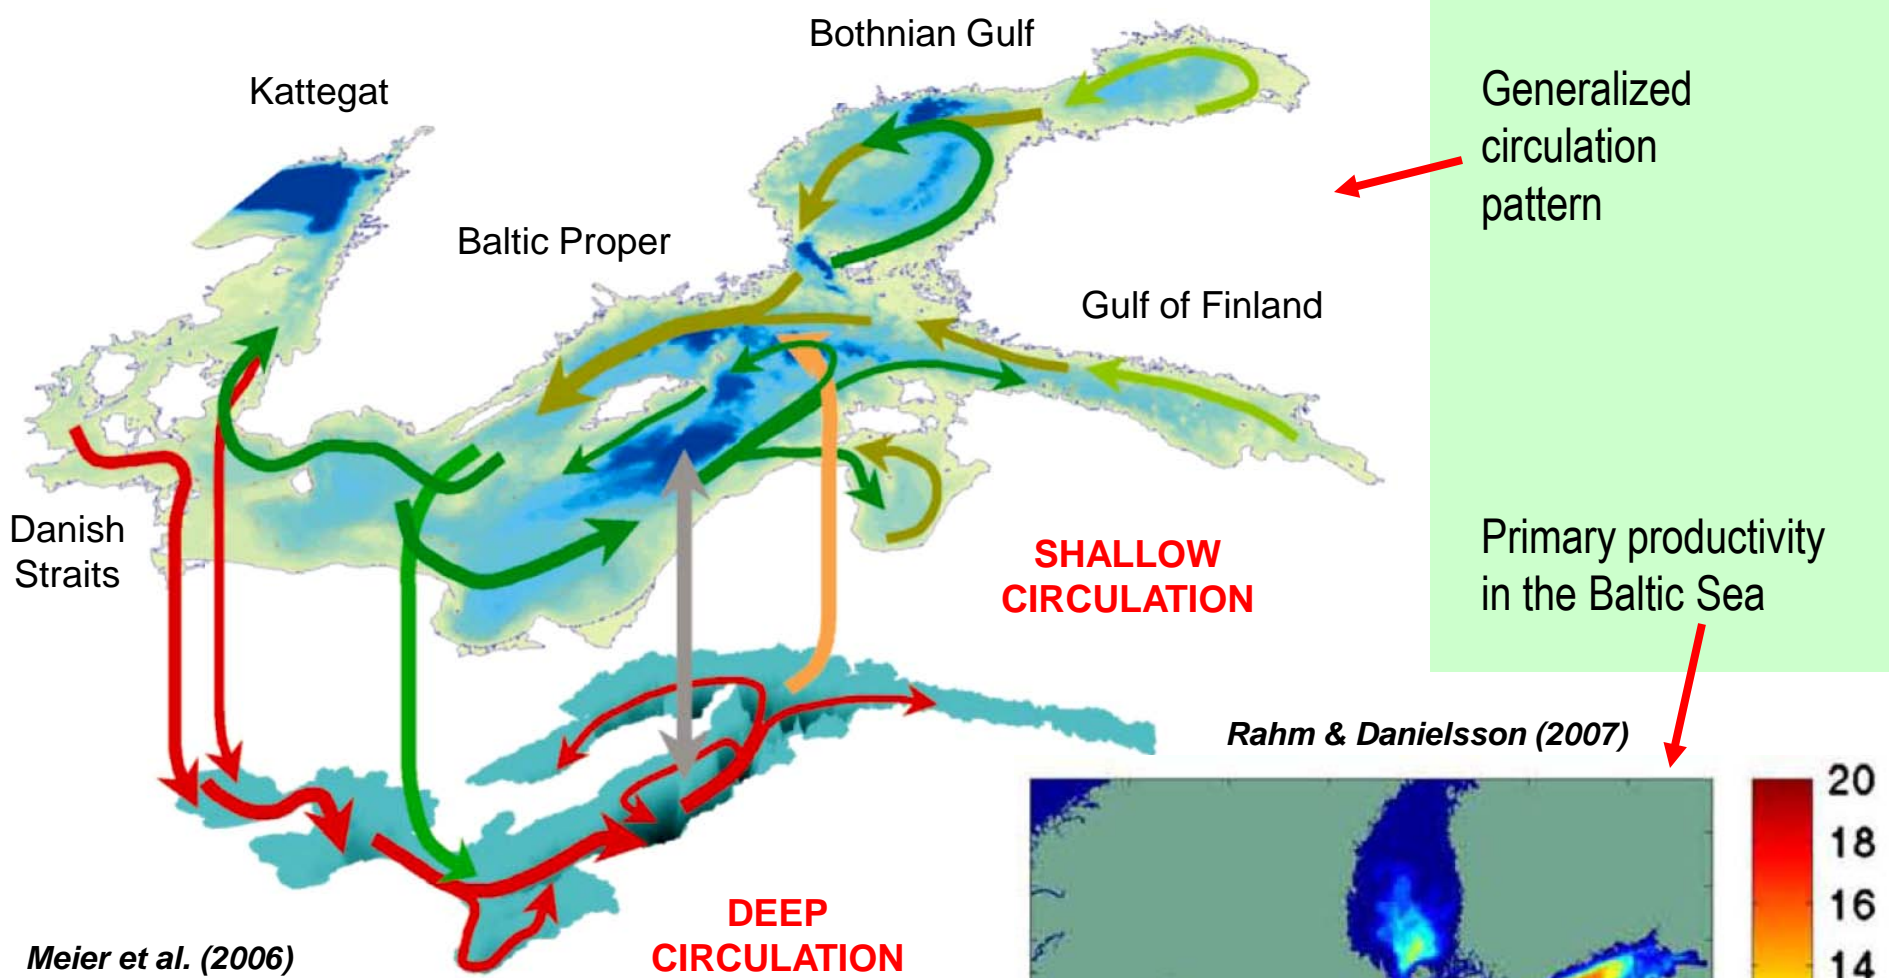 Bothnian Gulf
Kattegat
Generalized
circulation
pattern
Baltic Proper
Gulf of Finland
Danish
Straits
SHALLOW
CIRCULATION
Primary productivity
in the Baltic Sea
Rahm & Danielsson (2007)
20
18
16
14
DEEP
CIRCULATION
Meier et al. (2006)